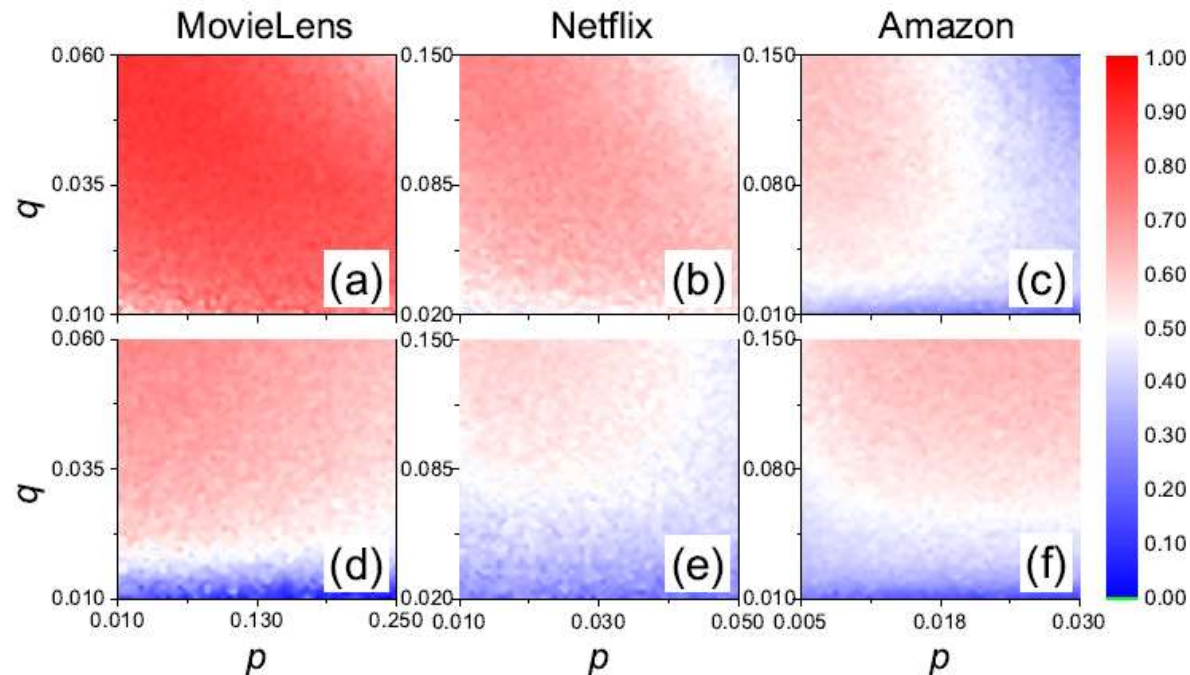 MovieLens Netflix Amazon
0.060 0.150 0.150 1.00
0.90
0.80
q 0.035 0.085 0.080 0.70
(a) (b) (c) 0.60
0.010 0.020 0.010 0.50
0.060 0.150 0.150
0.40
0.30
q 0.035 0.085 0.080 0.20
0.10
(d) (e) (f)
0.010 0.020 0.010 0.00
0.010 0.130 0.250 0.010 0.030 0.050 0.005 0.018 0.030
p p p